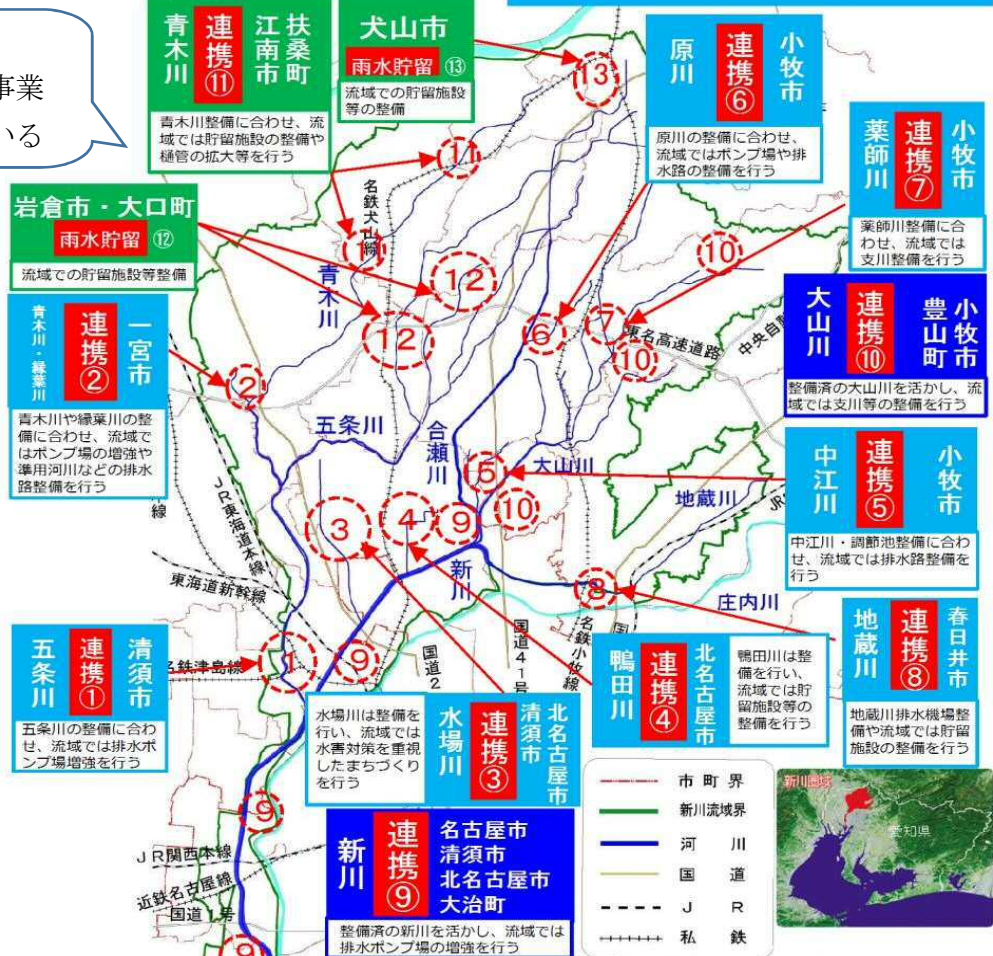 事業
いる
青木川
連携⑪
江南市
扶桑町
青木川整備に合わせ、流
域では貯留施設の整備や
樋管の拡大等を行う
犬山市
雨水貯留 ⑬
流域での貯留施設
等の整備
原川
連携⑥
小牧市
原川の整備に合わせ、
流域ではポンプ場や排
水路の整備を行う
薬師川
連携⑦
小牧市
薬師川整備に合
わせ、流域では
支川整備を行う
岩倉市・大口町
雨水貯留 ⑫
流域での貯留施設等整備
大山川
連携⑩
豊山町
小牧市
整備済の大山川を活かし、流
域では支川等の整備を行う
青木川・縁葉川
連携②
一宮市
青木川や縁葉川の整
備に合わせ、流域で
はポンプ場の増強や
準用河川などの排水
路整備を行う
中江川
連携⑤
小牧市
中江川・調節池整備に合わ
せ、流域では排水路整備を
行う
五条川
連携①
清須市
五条川の整備に合わ
せ、流域では排水ポ
ンプ場増強を行う
水場川は整備を
行い、流域では
水害対策を重視
したまちづくり
を行う
水場川
連携③
清須市
北名古屋市
鴨田川
連携④
北名古屋市
鴨田川は整
備を行い、
流域では貯
留施設等の
整備を行う
地蔵川
連携⑧
春日井市
地蔵川排水機場整
備や流域では貯留
施設の整備を行う
新川
連携⑨
名古屋市
清須市
北名古屋市
大治町
整備済の新川を活かし、流域では
排水ポンプ場の増強を行う
13
11
11
名鉄犬山線
青木川
12
12
10
6
7
東名高速道路
中央自動
10
2
五条川
合瀬川
5
大山川
10
地蔵川
JR
線
JR東海道本線
3
4
9
新川
東海道新幹線
8
庄内川
名鉄津島線
1
9
国道2
国道41号
名鉄小牧線
国
9
JR関西本線
近鉄名古屋線
国道1号
9
市町界
新川流域界
河川
国道
JR
私鉄
新川圏域
愛知県